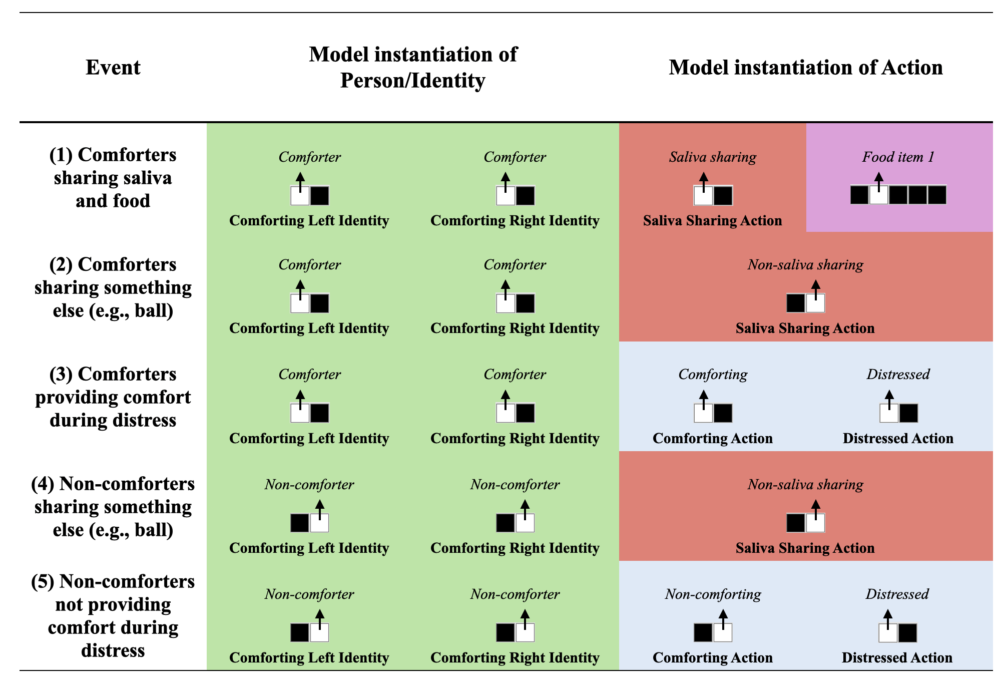 Event
Model instantiation of
Person/Identity
Model instantiation of Action
(1) Comforters
sharing saliva
and food
Comforter
Comforting Left Identity
Comforter
Comforting Right Identity
Saliva sharing
Saliva Sharing Action
Food item 1
(2) Comforters
sharing something
else (e.g., ball)
Comforter
Comforting Left Identity
Comforter
Comforting Right Identity
Non-saliva sharing
Saliva Sharing Action
(3) Comforters
providing comfort
during distress
Comforter
Comforting Left Identity
Comforter
Comforting Right Identity
Comforting
Comforting Action
Distressed
Distressed Action
(4) Non-comforters
sharing something
else (e.g., ball)
Non-comforter
Comforting Left Identity
Non-comforter
Comforting Right Identity
Non-saliva sharing
Saliva Sharing Action
(5) Non-comforters
not providing
comfort during
distress
Non-comforter
Comforting Left Identity
Non-comforter
Comforting Right Identity
Non-comforting
Comforting Action
Distressed
Distressed Action